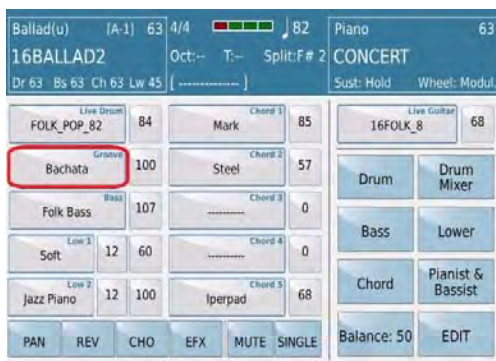 Ballad(u) [A-1] 63 4/4 82 Piano 63
16BALLAD2 Oct:-- T:-- Split:F# 2 CONCERT
Dr 63 Bs 63 Ch 63 Lw 45 [ ------------- ] Sust: Hold Wheel: Modul
Live Drum Chord 1 Live Guitar
FOLK_POP_82 84 Mark 85 16FOLK_8 68
Groove Chord 2
Bachata 100 Steel 57 Drum Drum Mixer
Bass Chord 3
Folk Bass 107 ---------- 0
Low 1 Chord 4 Bass Lower
Soft 12 60 ---------- 0
Low 2 Chord 5 Chord Pianist & Bassist
Jazz Piano 12 100 Iperpad 68
PAN REV CHO EFX MUTE SINGLE Balance: 50 EDIT